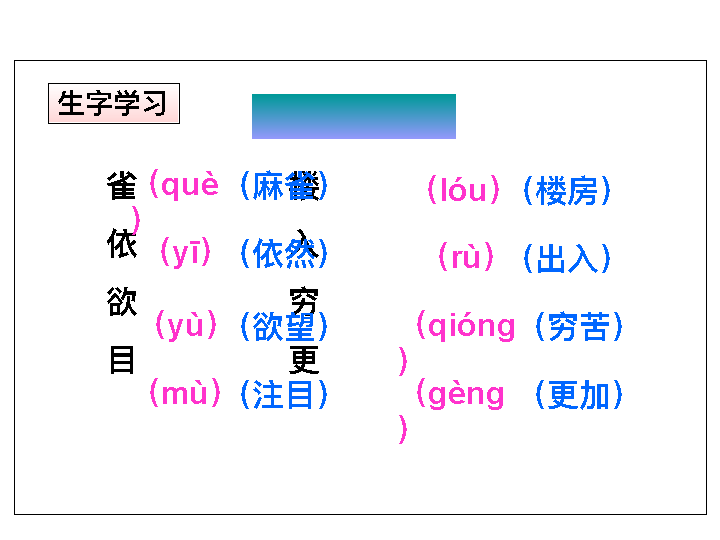 生字学习
雀（què）（麻雀） 楼（lóu）（楼房）
依（yī）（依然） 入（rù）（出入）
欲（yù）（欲望） 穷（qióng）（穷苦）
目（mù）（注目） 更（gèng）（更加）